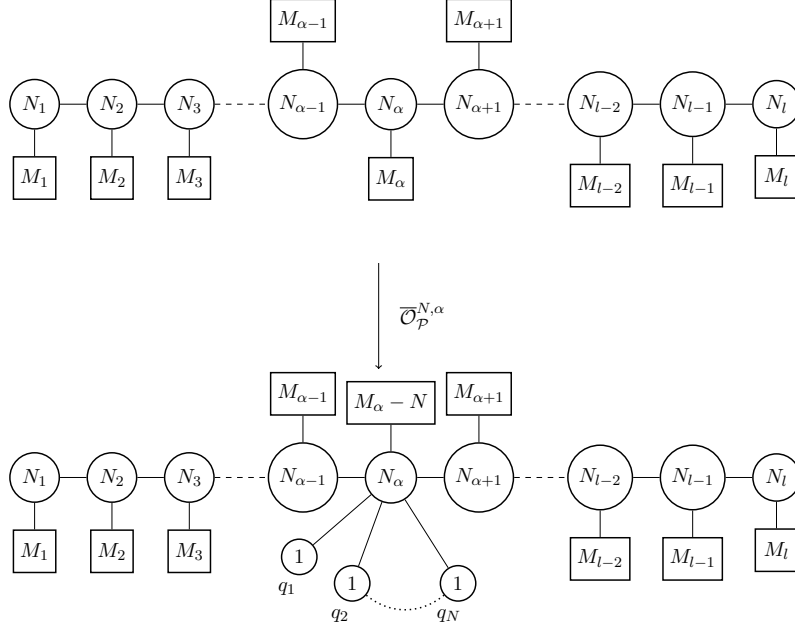 M_{α−1} M_{α+1}
N_1 N_2 N_3 N_{α−1} N_α N_{α+1} N_{l−2} N_{l−1} N_l
M_1 M_2 M_3 M_α M_{l−2} M_{l−1} M_l
\overline{𝒪}_𝒫^{N,α}
M_{α−1} M_α − N M_{α+1}
N_1 N_2 N_3 N_{α−1} N_α N_{α+1} N_{l−2} N_{l−1} N_l
M_1 M_2 M_3 1 M_{l−2} M_{l−1} M_l
q_1 1 1
q_2 q_N